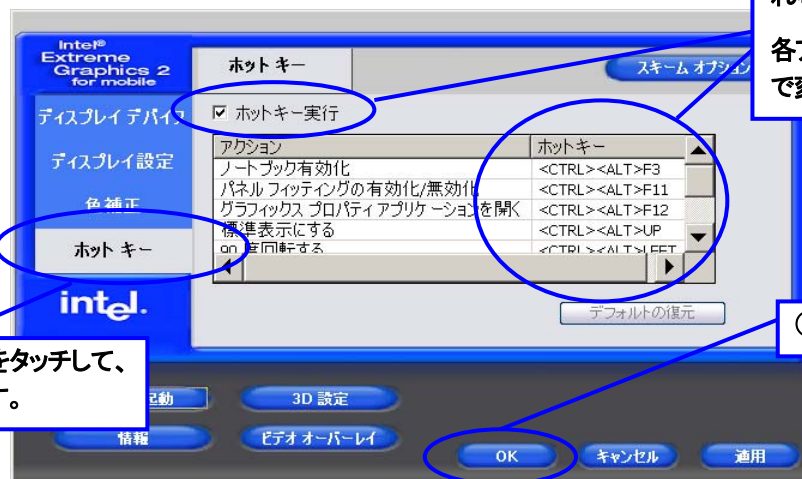 Intel®
Extreme
Graphics 2
for mobile
ホット キー
スキーム オプション
各
で
ディスプレイ デバイス
ディスプレイ設定
色補正
ホット キー
intel.
ホットキー実行
アクション ホットキー
ノートブック有効化 <CTRL><ALT>F3
パネル フィッティングの有効化/無効化 <CTRL><ALT>F11
グラフィックス プロパティ アプリケーションを開く <CTRL><ALT>F12
標準表示にする <CTRL><ALT>UP
90 度回転する <CTRL><ALT>LEFT
デフォルトの復元
をタッチして、
す。
起動
3D 設定
情報
ビデオ オーバーレイ
OK
キャンセル
適用